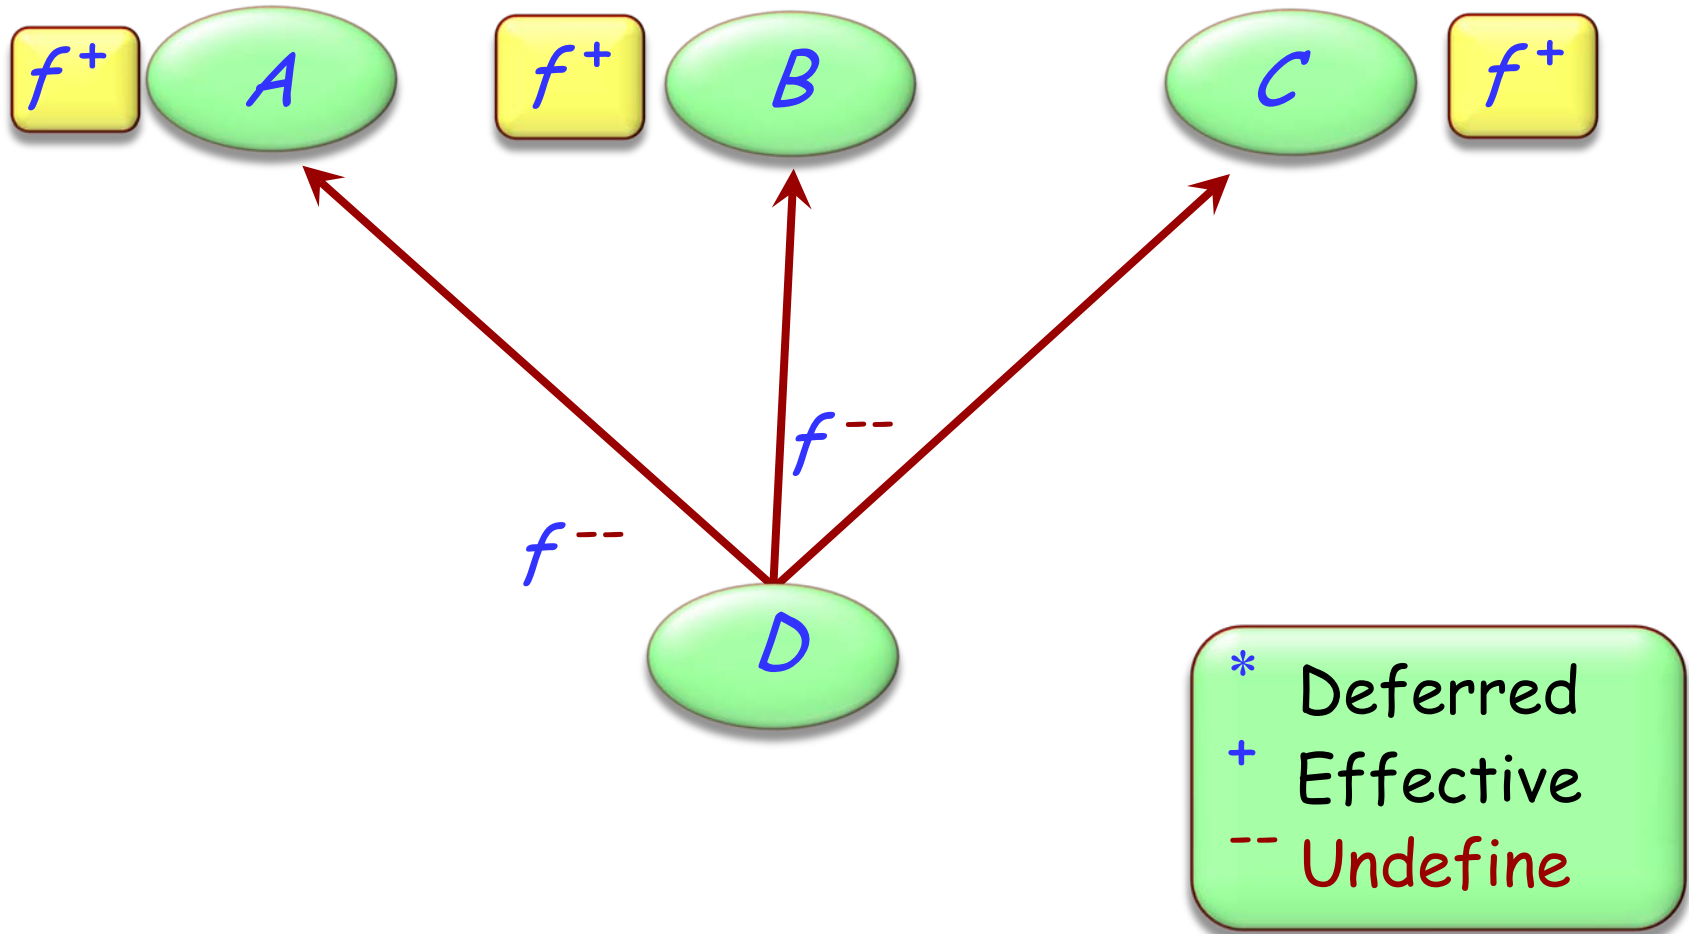 f +
A
f +
B
C
f +
f --
f --
D
* Deferred
+ Effective
-- Undefine